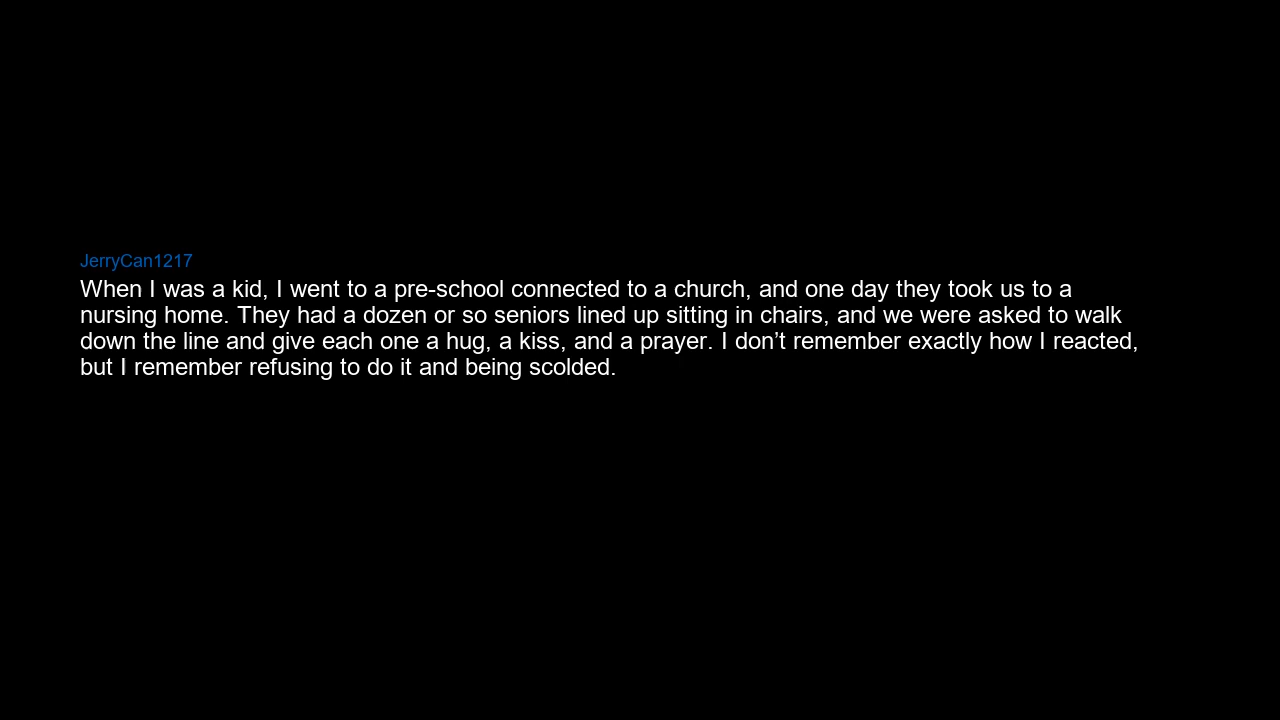 JerryCan1217
When I was a kid, I went to a pre-school connected to a church, and one day they took us to a
nursing home. They had a dozen or so seniors lined up sitting in chairs, and we were asked to walk
down the line and give each one a hug, a kiss, and a prayer. I don’t remember exactly how I reacted,
but I remember refusing to do it and being scolded.